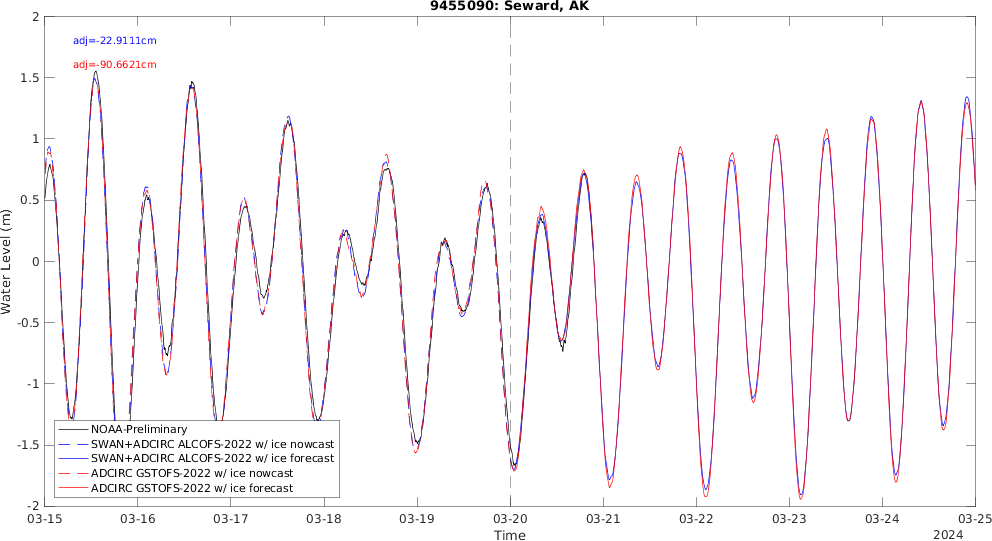 9455090: Seward, AK
adj=-22.9111cm
adj=-90.6621cm
Water Level (m)
2
1.5
1
0.5
0
-0.5
-1
-1.5
-2
NOAA-Preliminary
SWAN+ADCIRC ALCOFS-2022 w/ ice nowcast
SWAN+ADCIRC ALCOFS-2022 w/ ice forecast
ADCIRC GSTOFS-2022 w/ ice nowcast
ADCIRC GSTOFS-2022 w/ ice forecast
03-15 03-16 03-17 03-18 03-19 03-20 03-21 03-22 03-23 03-24 03-25
Time
2024